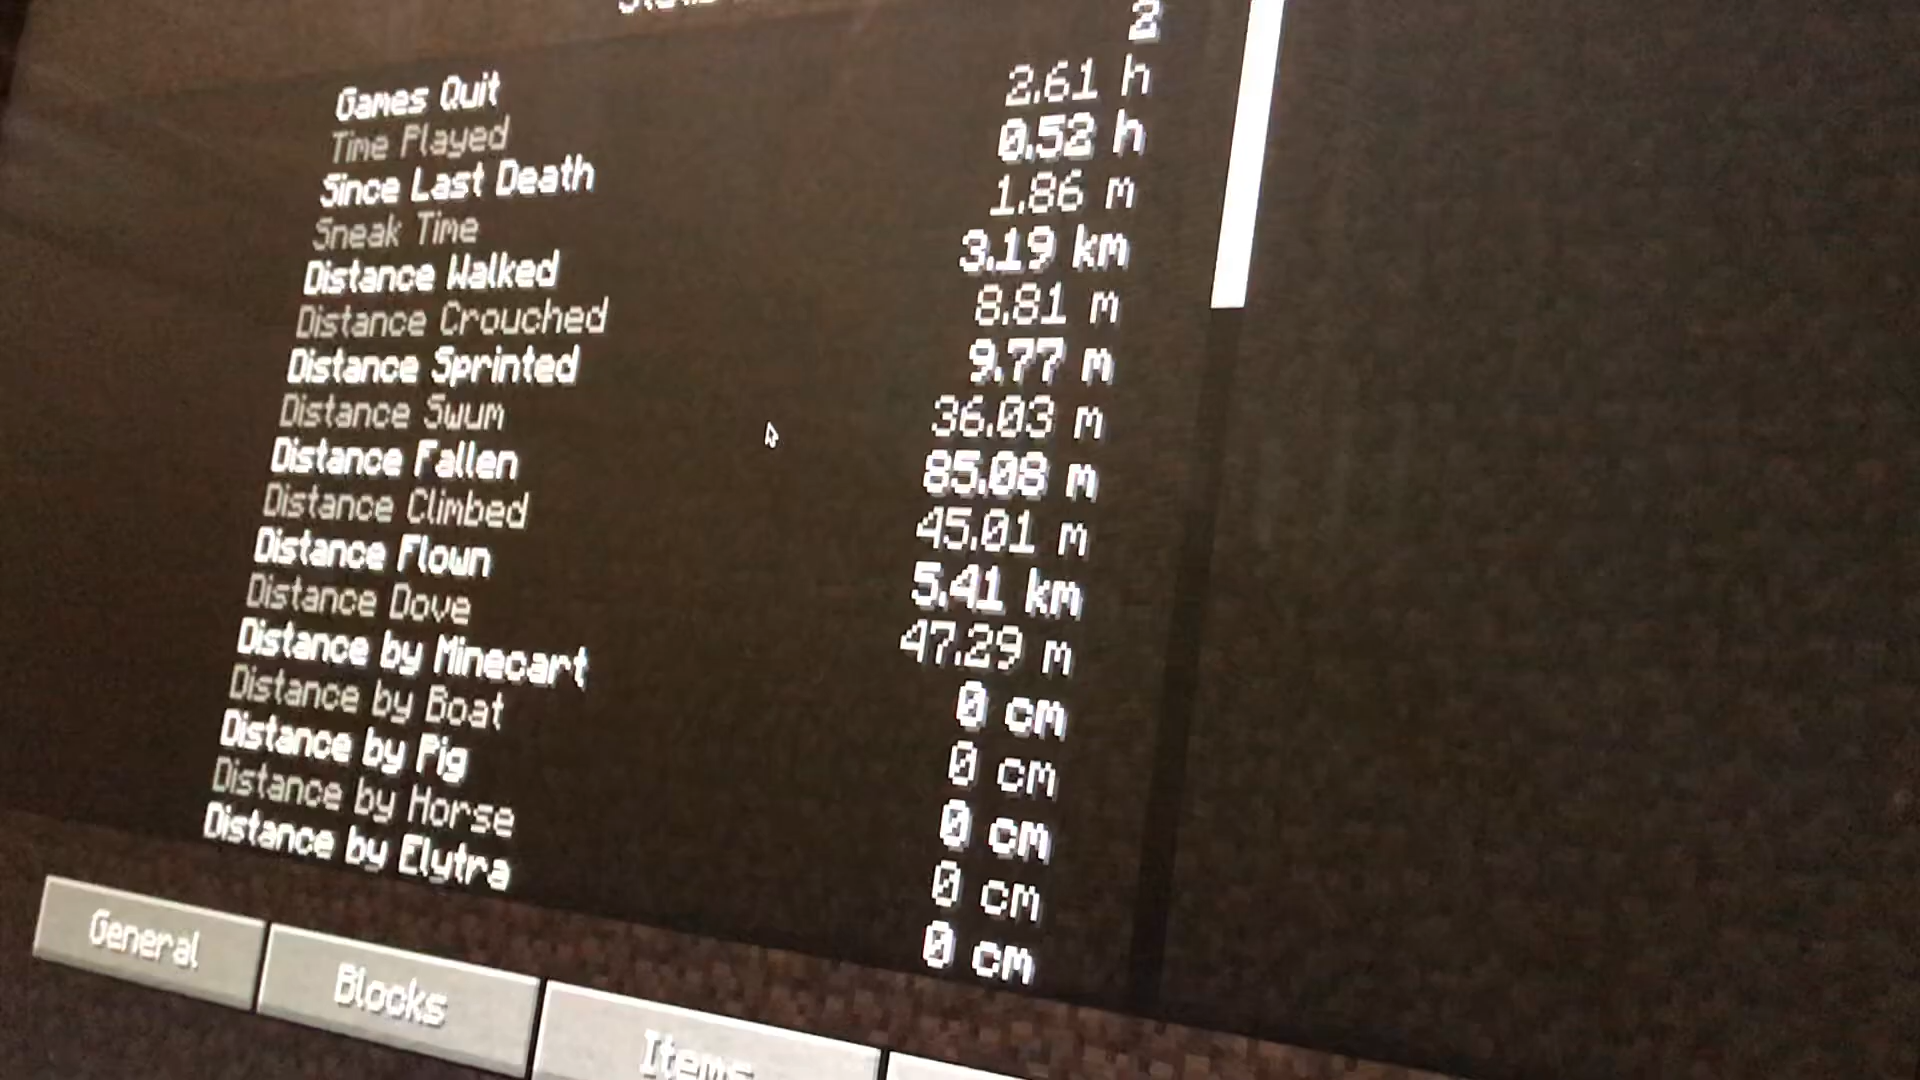 Games Quit 2
Time Played 2.61 h
Since Last Death 0.52 h
Sneak Time 1.86 m
Distance Walked 3.19 km
Distance Crouched 8.81 m
Distance Sprinted 9.77 m
Distance Swum 36.03 m
Distance Fallen 85.08 m
Distance Climbed 45.01 m
Distance Flown 5.41 km
Distance Dove 47.29 m
Distance by Minecart 0 cm
Distance by Boat 0 cm
Distance by Pig 0 cm
Distance by Horse 0 cm
Distance by Elytra 0 cm
General
Blocks
Items